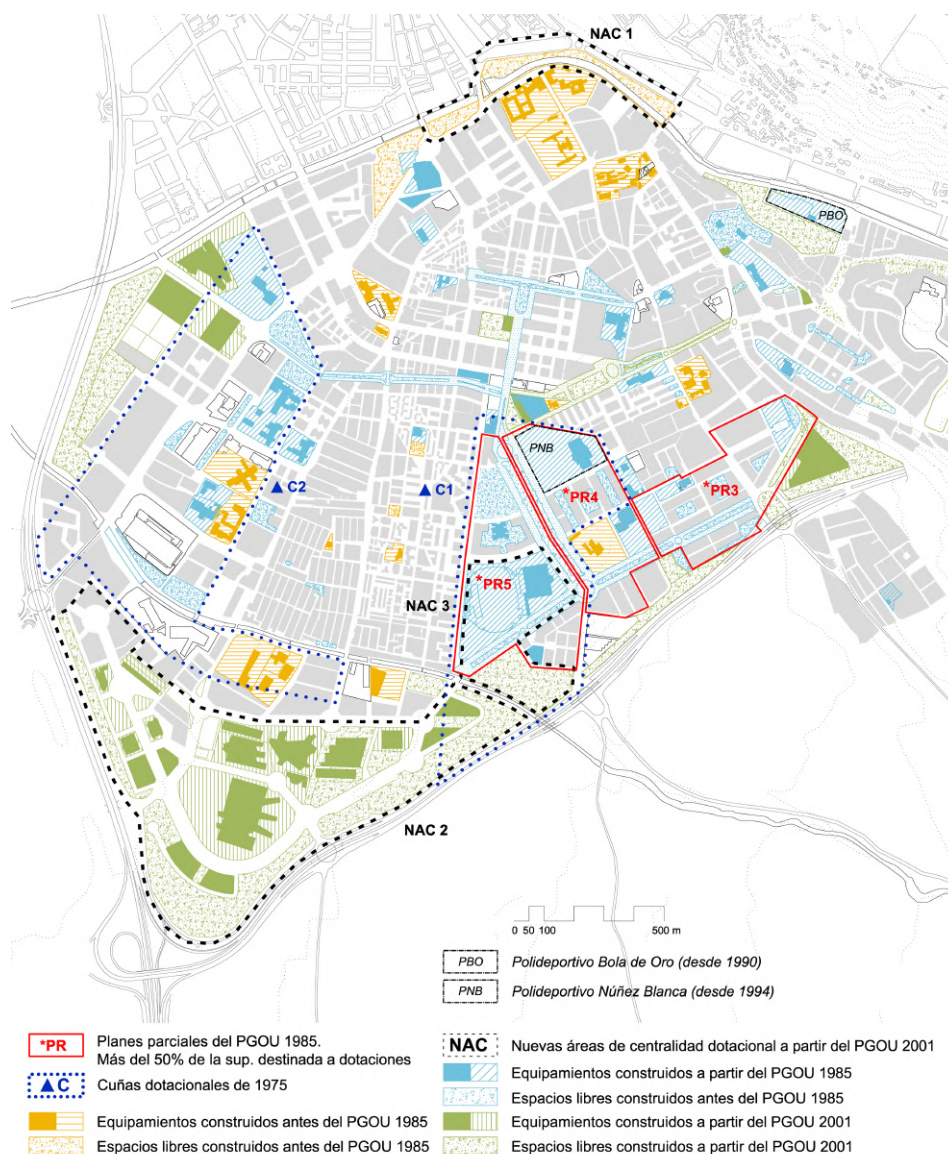 NAC 1
PBO
PNB
C2
C1
*PR4
*PR3
*PR5
NAC 3
NAC 2
0 50 100 500 m
PBO Polideportivo Bola de Oro (desde 1990)
PNB Polideportivo Núñez Blanca (desde 1994)
*PR Planes parciales del PGOU 1985.
Más del 50% de la sup. destinada a dotaciones
C Cuñas dotacionales de 1975
Equipamientos construidos antes del PGOU 1985
Espacios libres construidos antes del PGOU 1985
NAC Nuevas áreas de centralidad dotacional a partir del PGOU 2001
Equipamientos construidos a partir del PGOU 1985
Espacios libres construidos antes del PGOU 1985
Equipamientos construidos a partir del PGOU 2001
Espacios libres construidos a partir del PGOU 2001